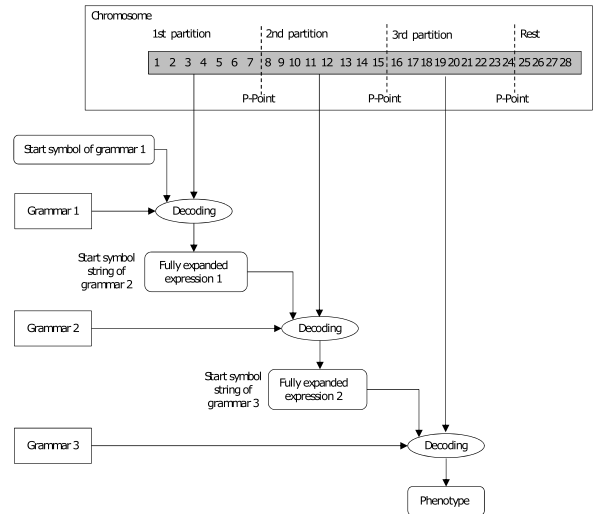 Chromosome
1st partition 2nd partition 3rd partition Rest
1 2 3 4 5 6 7 8 9 10 11 12 13 14 15 16 17 18 19 20 21 22 23 24 25 26 27 28
P-Point P-Point P-Point
Start symbol of grammar 1
Grammar 1
Decoding
Start symbol
string of
grammar 2
Fully expanded
expression 1
Grammar 2
Decoding
Start symbol
string of
grammar 3
Fully expanded
expression 2
Grammar 3
Decoding
Phenotype